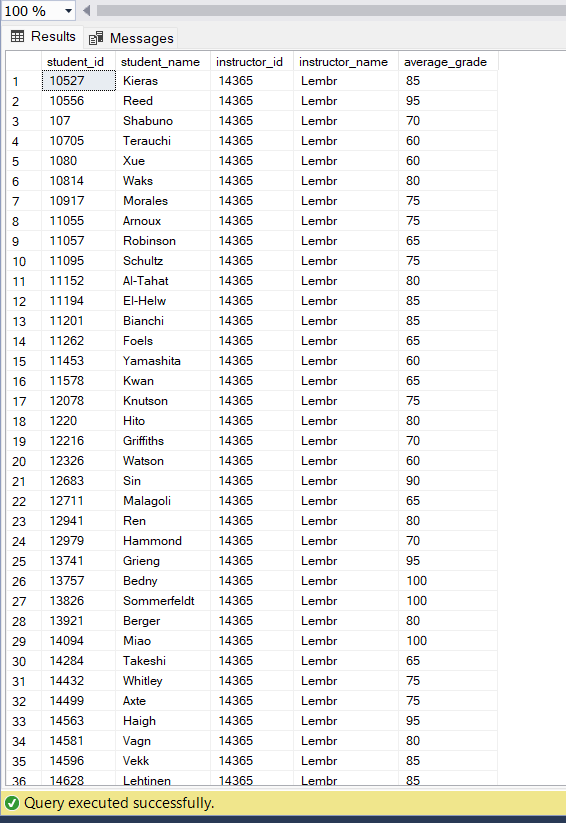 100 %
Results Messages
student_id student_name instructor_id instructor_name average_grade
1 10527 Kieras 14365 Lembr 85
2 10556 Reed 14365 Lembr 95
3 107 Shabuno 14365 Lembr 70
4 10705 Terauchi 14365 Lembr 60
5 1080 Xue 14365 Lembr 60
6 10814 Waks 14365 Lembr 80
7 10917 Morales 14365 Lembr 75
8 11055 Arnoux 14365 Lembr 75
9 11057 Robinson 14365 Lembr 65
10 11095 Schultz 14365 Lembr 75
11 11152 Al-Tahat 14365 Lembr 80
12 11194 El-Helw 14365 Lembr 85
13 11201 Bianchi 14365 Lembr 85
14 11262 Foels 14365 Lembr 65
15 11453 Yamashita 14365 Lembr 60
16 11578 Kwan 14365 Lembr 65
17 12078 Knutson 14365 Lembr 75
18 1220 Hito 14365 Lembr 80
19 12216 Griffiths 14365 Lembr 70
20 12326 Watson 14365 Lembr 60
21 12683 Sin 14365 Lembr 90
22 12711 Malagoli 14365 Lembr 65
23 12941 Ren 14365 Lembr 80
24 12979 Hammond 14365 Lembr 70
25 13741 Grieng 14365 Lembr 95
26 13757 Bedny 14365 Lembr 100
27 13826 Sommerfeldt 14365 Lembr 100
28 13921 Berger 14365 Lembr 80
29 14094 Miao 14365 Lembr 100
30 14284 Takeshi 14365 Lembr 65
31 14432 Whitley 14365 Lembr 75
32 14499 Axte 14365 Lembr 75
33 14563 Haigh 14365 Lembr 95
34 14581 Vagn 14365 Lembr 80
35 14596 Vekk 14365 Lembr 85
36 14628 Lehtinen 14365 Lembr 85
Query executed successfully.